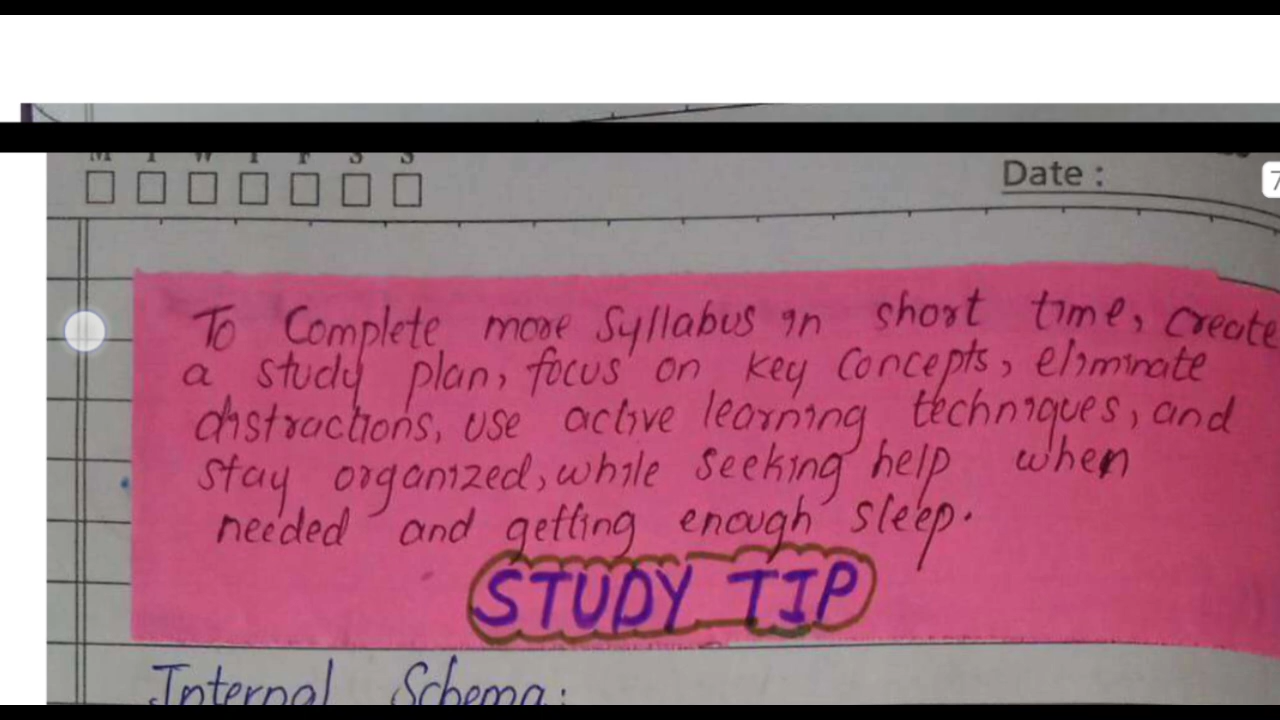 M T W T F S S
Date :
7
To Complete more Syllabus in short time, create
a study plan, focus on key concepts, eliminate
distractions, use active learning techniques, and
stay organized, while seeking help when
needed and getting enough sleep.
STUDY TIP
Internal Schema: